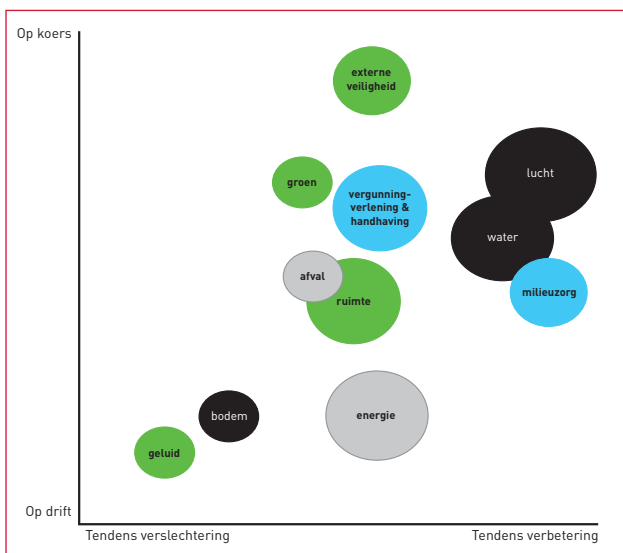 Op koers
externe
veiligheid
lucht
groen
vergunning-
verlening &
handhaving
water
afval
milieuzorg
ruimte
bodem
energie
geluid
Op drift
Tendens verslechtering
Tendens verbetering